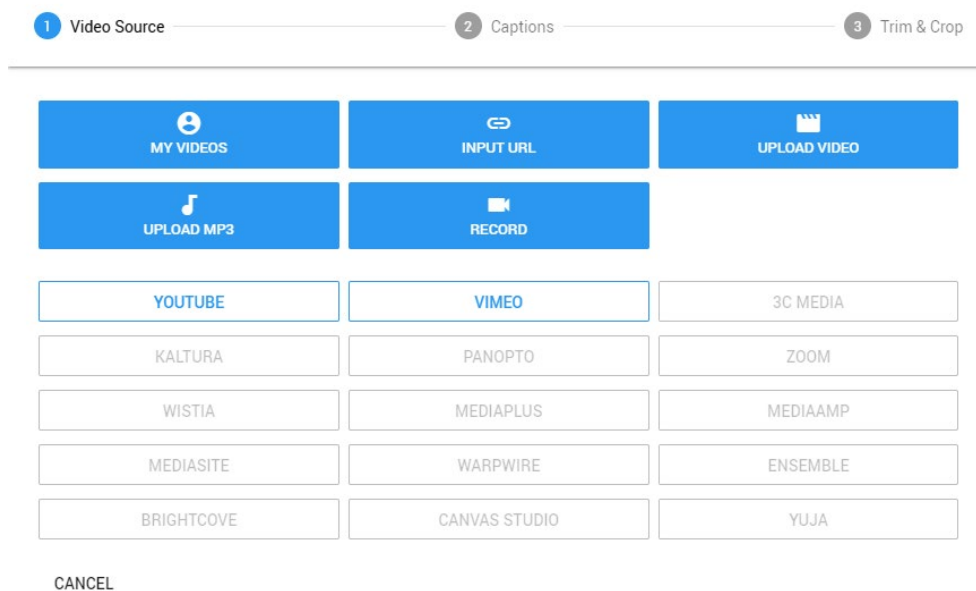 1 Video Source 2 Captions 3 Trim & Crop
MY VIDEOS INPUT URL UPLOAD VIDEO
UPLOAD MP3 RECORD
YOUTUBE VIMEO 3C MEDIA
KALTURA PANOPTO ZOOM
WISTIA MEDIAPLUS MEDIAAMP
MEDIASITE WARPWIRE ENSEMBLE
BRIGHTCOVE CANVAS STUDIO YUJA
CANCEL